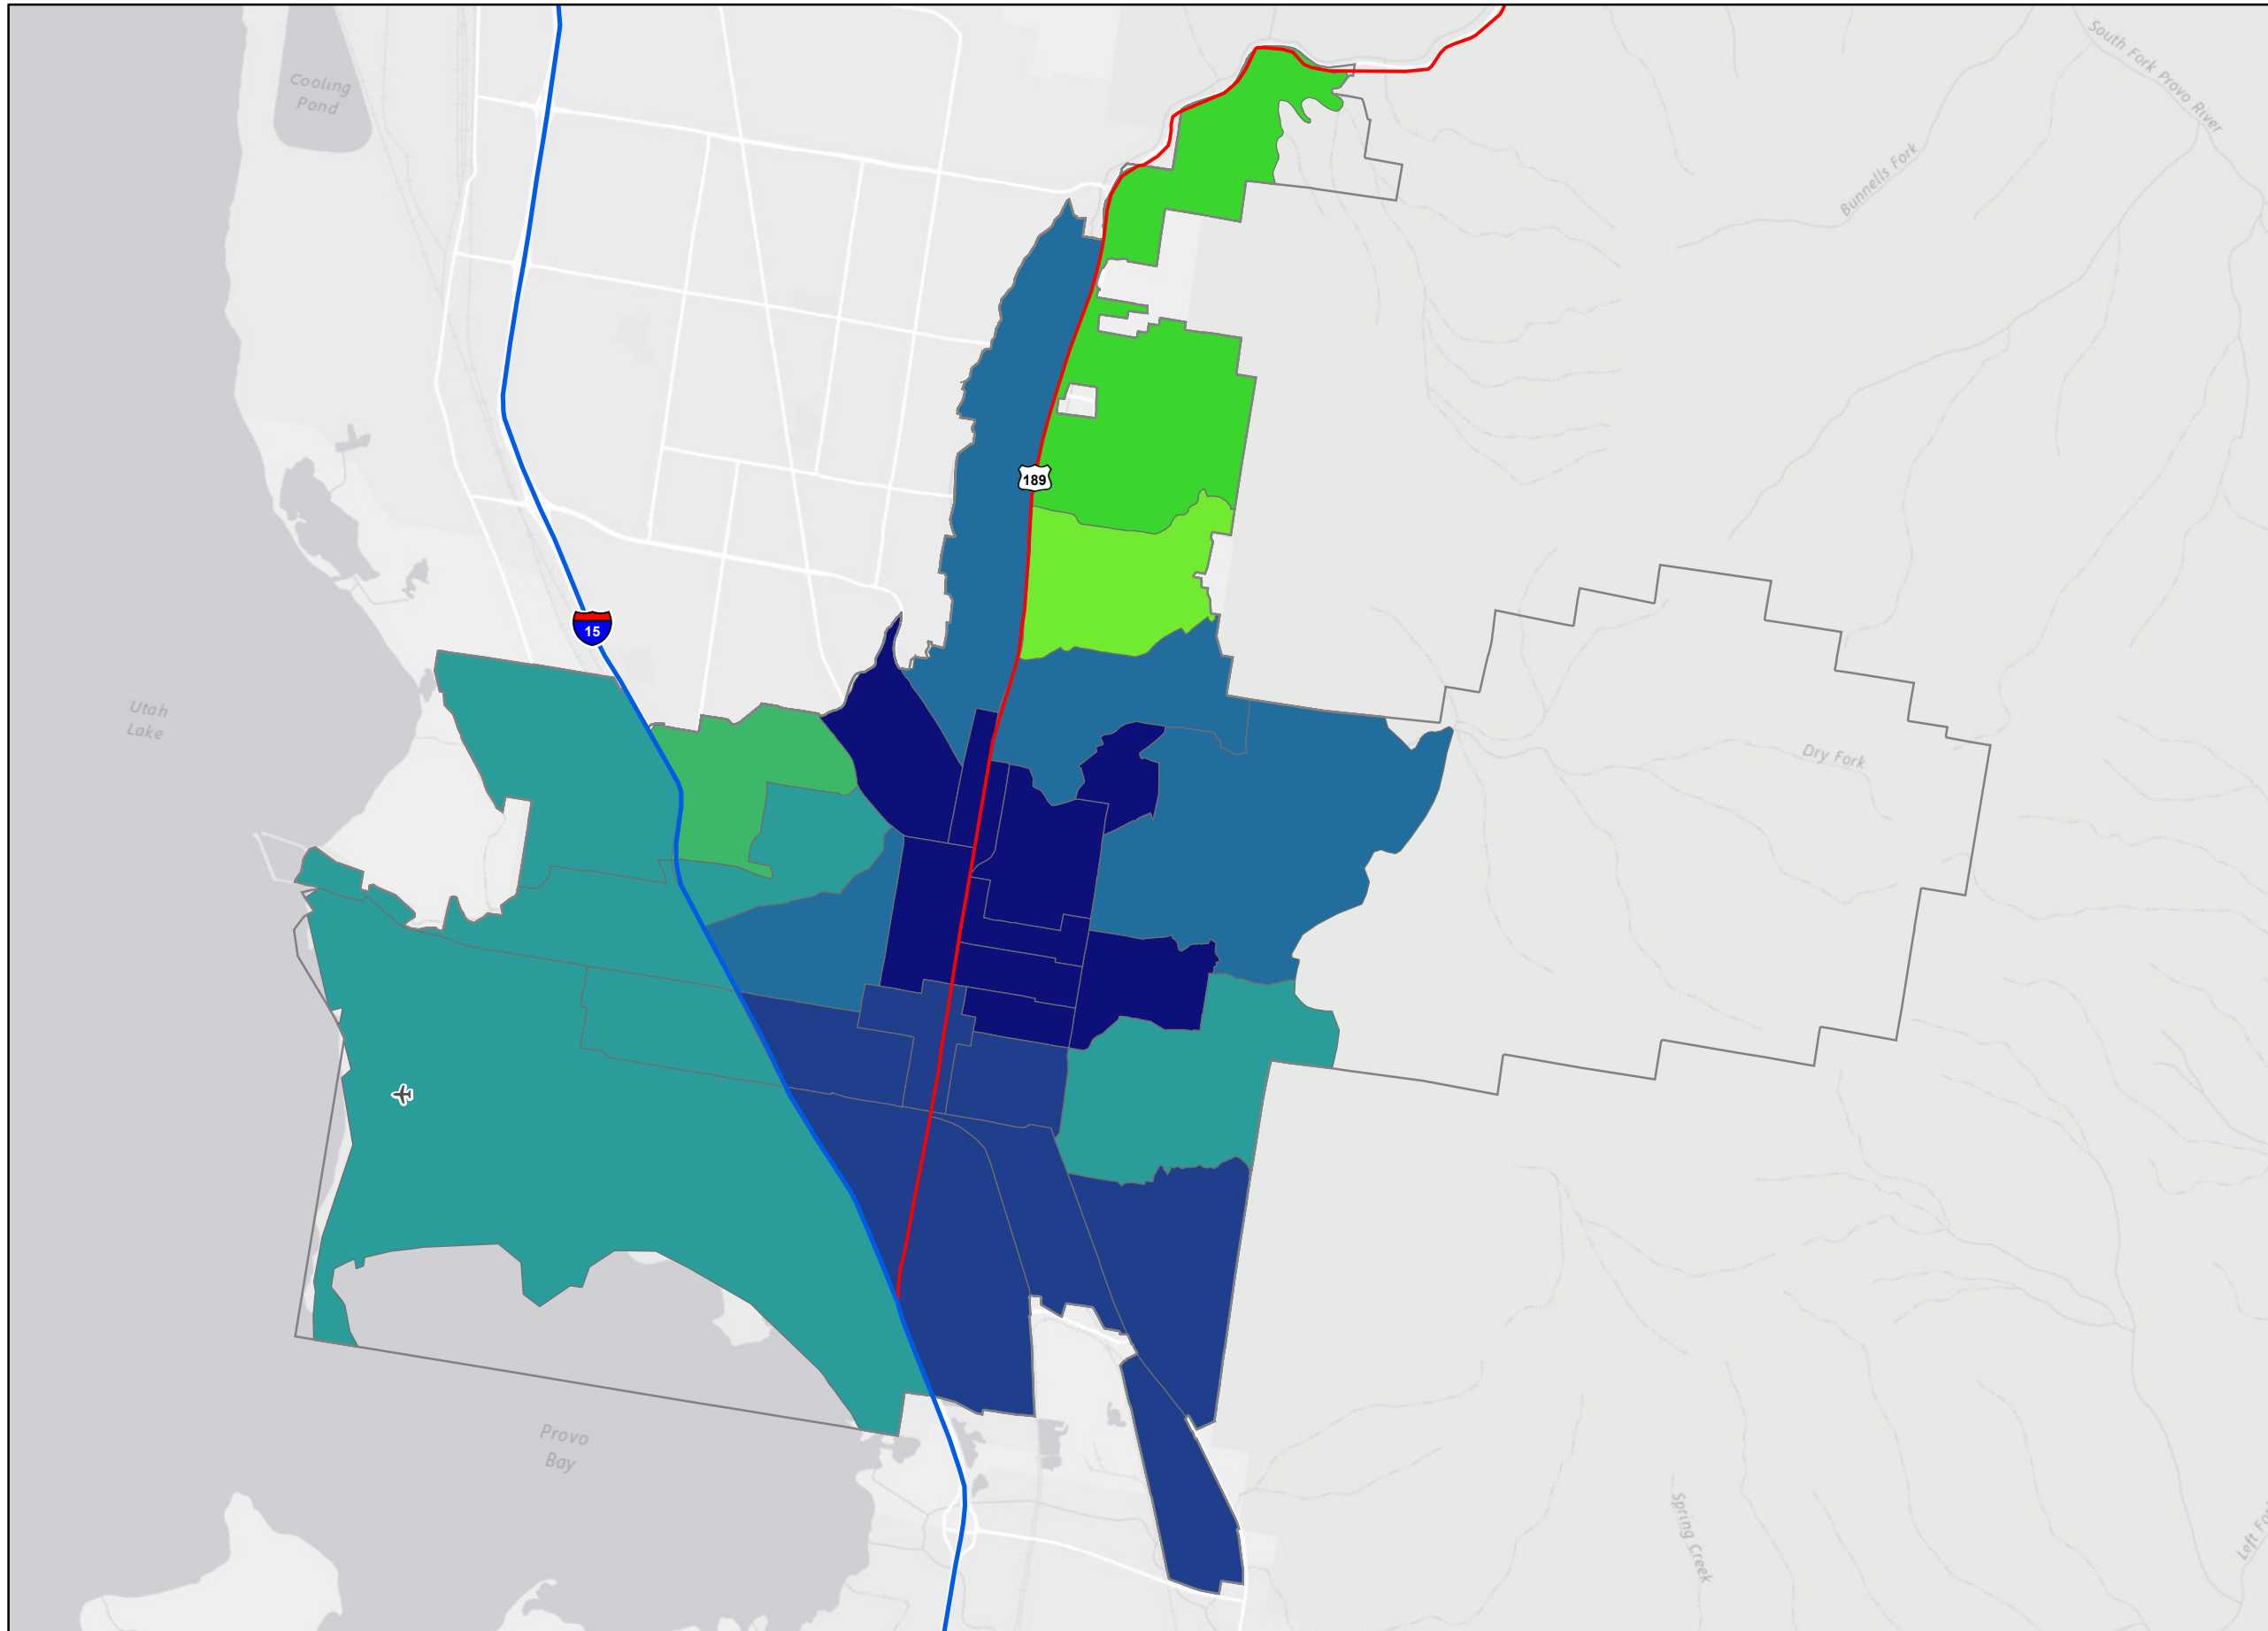 Cooling
Pond
South Fork Provo River
Bunnells Fork
189
15
Utah
Lake
Dry Fork
Provo
Bay
Spring Creek